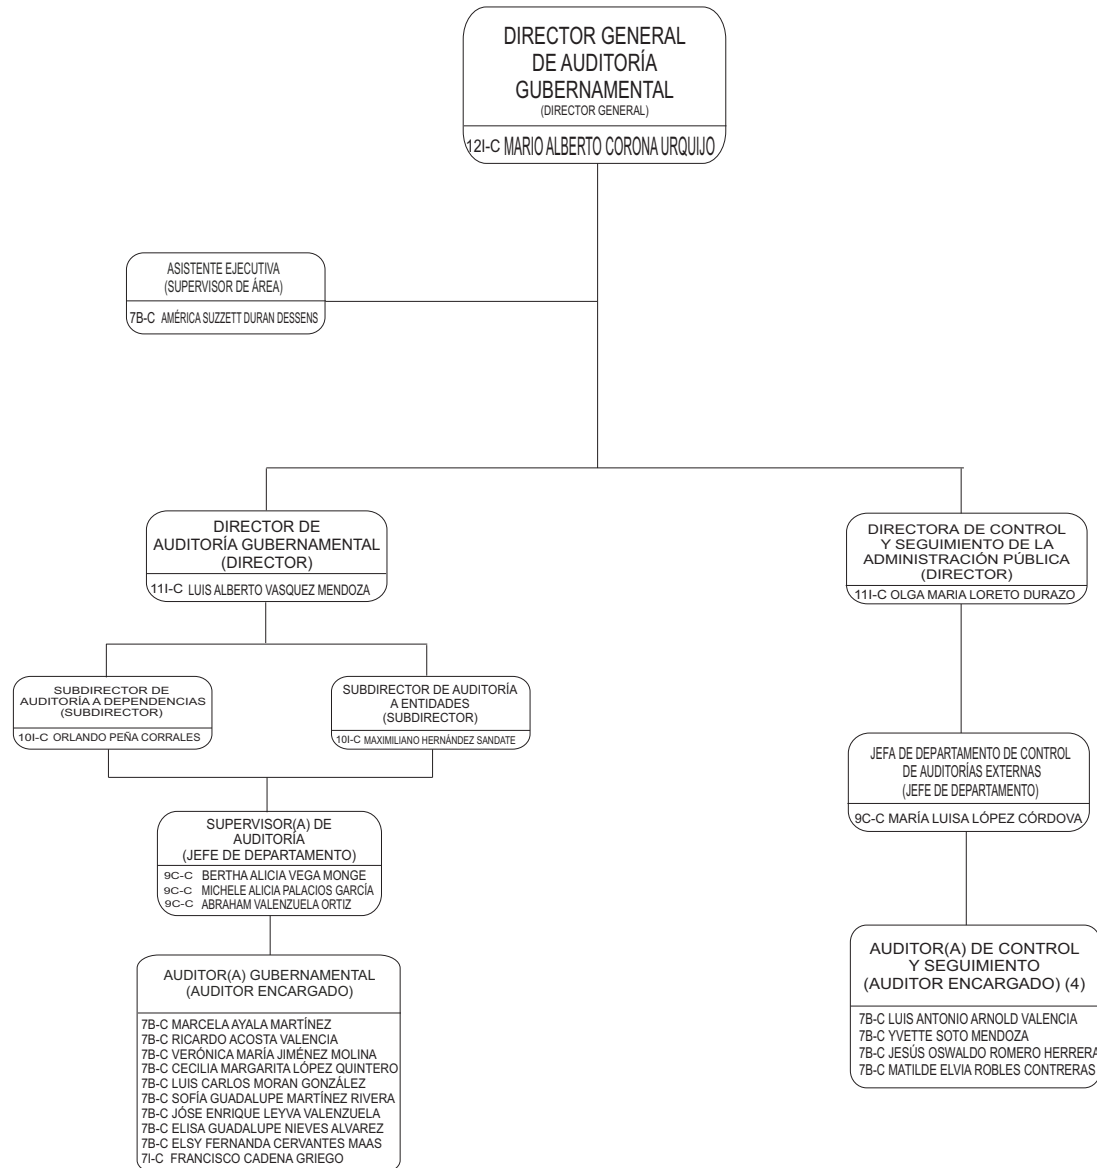 DIRECTOR GENERAL
DE AUDITORÍA
GUBERNAMENTAL
(DIRECTOR GENERAL)
12I-C MARIO ALBERTO CORONA URQUIJO
ASISTENTE EJECUTIVA
(SUPERVISOR DE ÁREA)
7B-C AMÉRICA SUZZETT DURAN DESSENS
DIRECTOR DE
AUDITORÍA GUBERNAMENTAL
(DIRECTOR)
11I-C LUIS ALBERTO VASQUEZ MENDOZA
DIRECTORA DE CONTROL
Y SEGUIMIENTO DE LA
ADMINISTRACIÓN PÚBLICA
(DIRECTOR)
11I-C OLGA MARIA LORETO DURAZO
SUBDIRECTOR DE
AUDITORÍA A DEPENDENCIAS
(SUBDIRECTOR)
10I-C ORLANDO PEÑA CORRALES
SUBDIRECTOR DE AUDITORÍA
A ENTIDADES
(SUBDIRECTOR)
10I-C MAXIMILIANO HERNÁNDEZ SANDATE
JEFA DE DEPARTAMENTO DE CONTROL
DE AUDITORÍAS EXTERNAS
(JEFE DE DEPARTAMENTO)
9C-C MARÍA LUISA LÓPEZ CÓRDOVA
SUPERVISOR(A) DE
AUDITORÍA
(JEFE DE DEPARTAMENTO)
9C-C BERTHA ALICIA VEGA MONGE
9C-C MICHELE ALICIA PALACIOS GARCÍA
9C-C ABRAHAM VALENZUELA ORTIZ
AUDITOR(A) GUBERNAMENTAL
(AUDITOR ENCARGADO)
7B-C MARCELA AYALA MARTÍNEZ
7B-C RICARDO ACOSTA VALENCIA
7B-C VERÓNICA MARÍA JIMÉNEZ MOLINA
7B-C CECILIA MARGARITA LÓPEZ QUINTERO
7B-C LUIS CARLOS MORAN GONZÁLEZ
7B-C SOFÍA GUADALUPE MARTÍNEZ RIVERA
7B-C JÓSE ENRIQUE LEYVA VALENZUELA
7B-C ELISA GUADALUPE NIEVES ALVAREZ
7B-C ELSY FERNANDA CERVANTES MAAS
7I-C FRANCISCO CADENA GRIEGO
AUDITOR(A) DE CONTROL
Y SEGUIMIENTO
(AUDITOR ENCARGADO) (4)
7B-C LUIS ANTONIO ARNOLD VALENCIA
7B-C YVETTE SOTO MENDOZA
7B-C JESÚS OSWALDO ROMERO HERRERA
7B-C MATILDE ELVIA ROBLES CONTRERAS